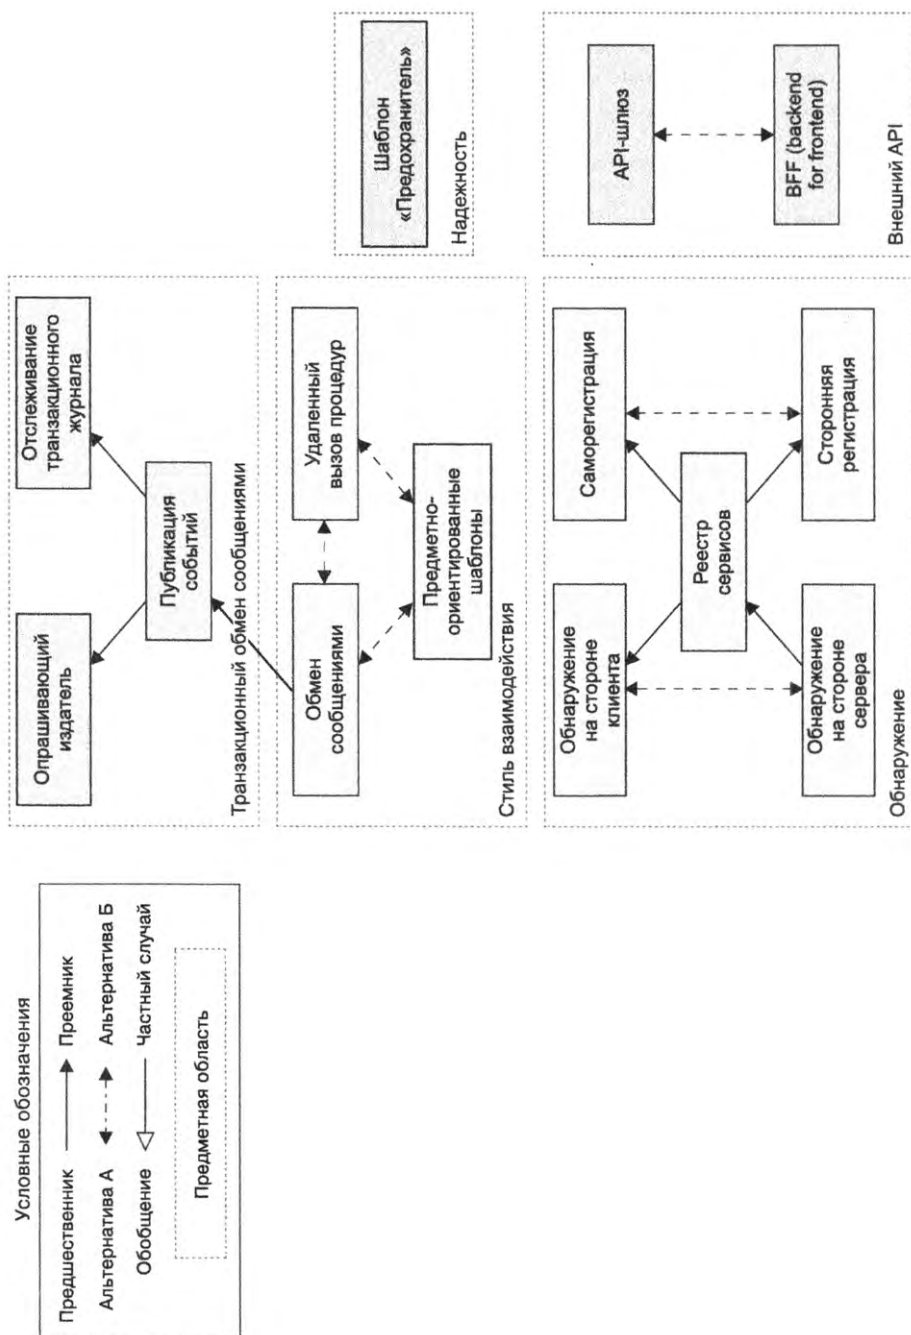 Условные обозначения
Предшественник
Преемник
Альтернатива А
Альтернатива Б
Обобщение
Частный случай
Предметная область
Опрашивающий
издатель
Отслеживание
транзакционного
журнала
Публикация
событий
Транзакционный обмен сообщениями
Обмен
сообщениями
Удаленный
вызов процедур
Предметно-
ориентированные
шаблоны
Стиль взаимодействия
Шаблон
«Предохранитель»
Надежность
Обнаружение
на стороне
клиента
Саморегистрация
Реестр
сервисов
Обнаружение
на стороне
сервера
Сторонняя
регистрация
Обнаружение
API-шлюз
BFF (backend
for frontend)
Внешний API